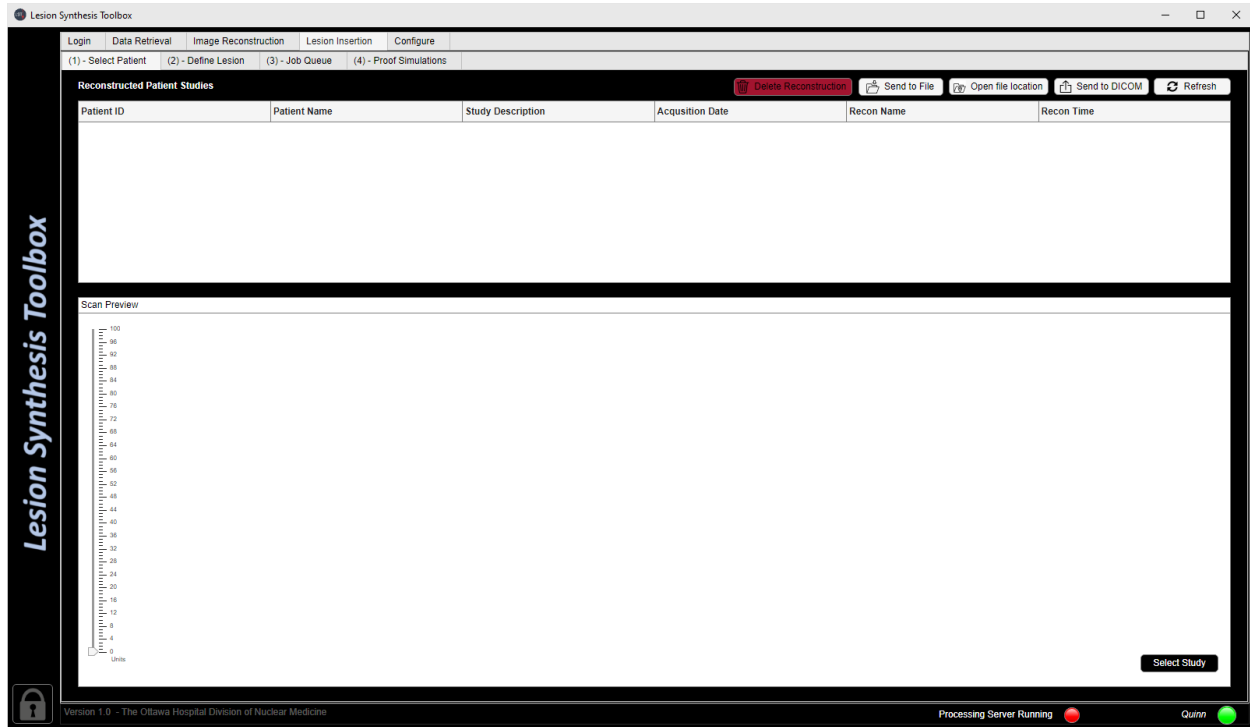 Lesion Synthesis Toolbox
Login Data Retrieval Image Reconstruction Lesion Insertion Configure
(1) - Select Patient (2) - Define Lesion (3) - Job Queue (4) - Proof Simulations
Reconstructed Patient Studies Delete Reconstruction Send to File Open file location Send to DICOM Refresh
Patient ID Patient Name Study Description Acqusition Date Recon Name Recon Time
Lesion Synthesis Toolbox
Scan Preview
100
96
92
88
84
80
76
72
68
64
60
56
52
48
44
40
36
32
28
24
20
16
12
8
4
0
Units
Select Study
Version 1.0 - The Ottawa Hospital Division of Nuclear Medicine Processing Server Running Quinn